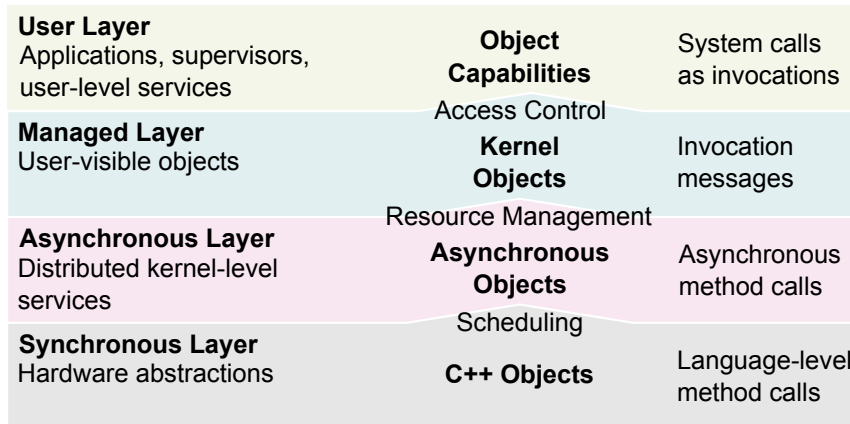 User Layer
Applications, supervisors,
user-level services
Object
Capabilities
System calls
as invocations
Access Control
Managed Layer
User-visible objects
Kernel
Objects
Invocation
messages
Resource Management
Asynchronous Layer
Distributed kernel-level
services
Asynchronous
Objects
Asynchronous
method calls
Scheduling
Synchronous Layer
Hardware abstractions
C++ Objects
Language-level
method calls